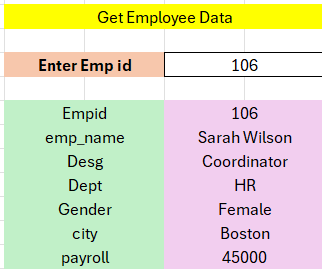 Get Employee Data
Enter Emp id 106
Empid 106
emp_name Sarah Wilson
Desg Coordinator
Dept HR
Gender Female
city Boston
payroll 45000